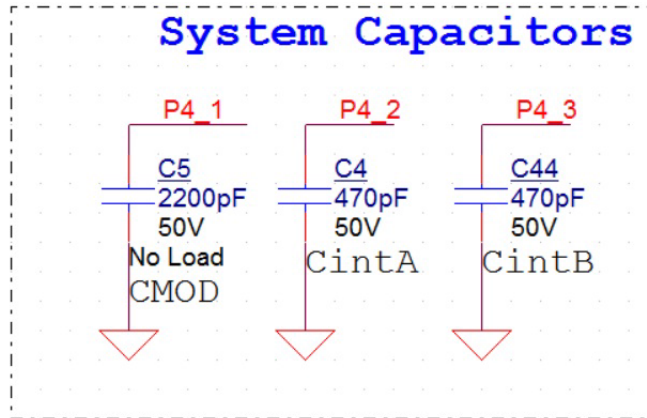 System Capacitors
P4_1
C5
2200pF
50V
No Load
CMOD
P4_2
C4
470pF
50V
CintA
P4_3
C44
470pF
50V
CintB